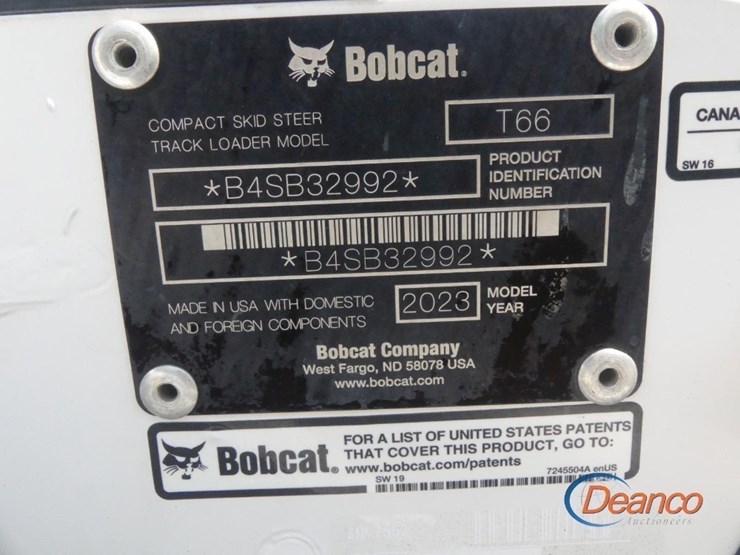 Bobcat.
COMPACT SKID STEER
TRACK LOADER MODEL
T66
*B4SB32992*
PRODUCT
IDENTIFICATION
NUMBER
*B4SB32992*
MADE IN USA WITH DOMESTIC
AND FOREIGN COMPONENTS
2023
MODEL
YEAR
Bobcat Company
West Fargo, ND 58078 USA
www.bobcat.com
CANA
SW 16
Bobcat.
FOR A LIST OF UNITED STATES PATENTS
THAT COVER THIS PRODUCT, GO TO:
www.bobcat.com/patents
SW 19
7245504A enUS
Deanco
Auctioneers